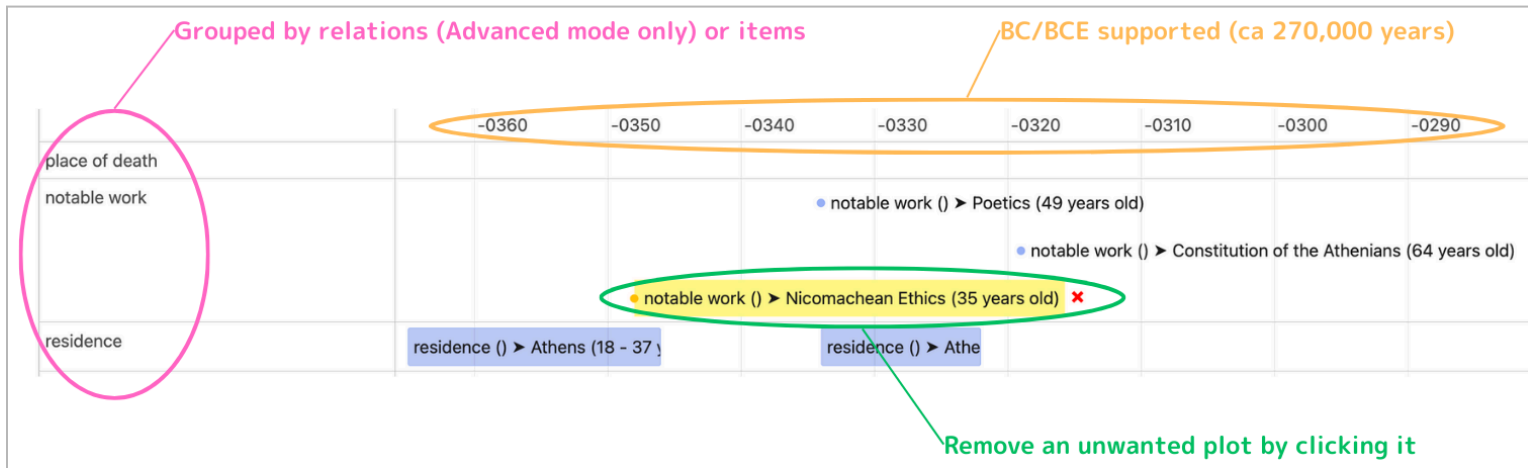 Grouped by relations (Advanced mode only) or items
BC/BCE supported (ca 270,000 years)
-0360 -0350 -0340 -0330 -0320 -0310 -0300 -0290
place of death
notable work
notable work () ➤ Poetics (49 years old)
notable work () ➤ Constitution of the Athenians (64 years old)
notable work () ➤ Nicomachean Ethics (35 years old) ✖
residence
residence () ➤ Athens (18 - 37 y
residence () ➤ Athe
Remove an unwanted plot by clicking it